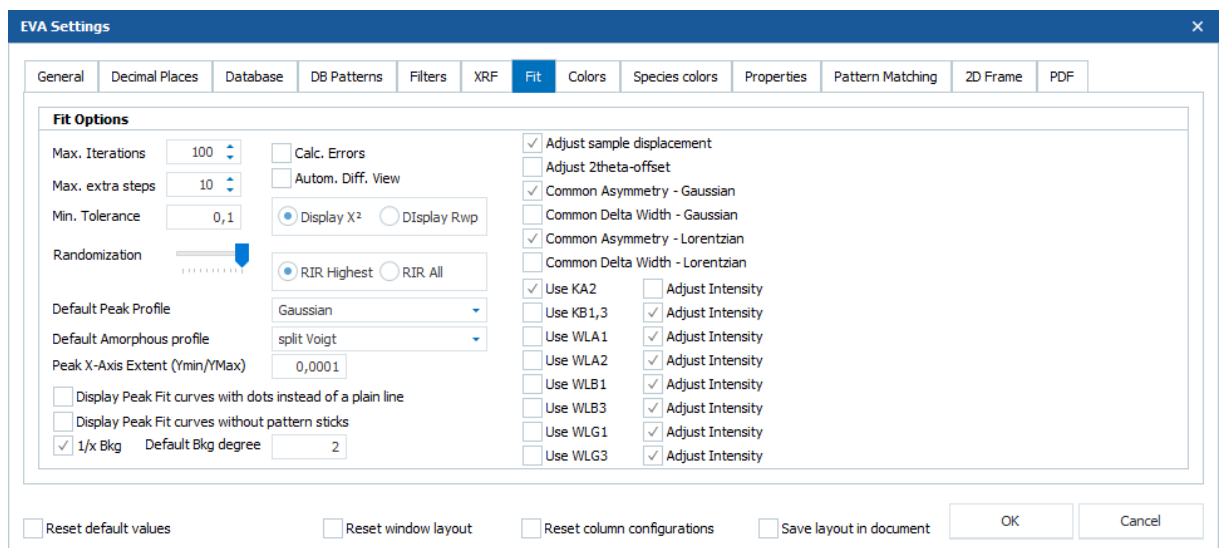 EVA Settings
General Decimal Places Database DB Patterns Filters XRF Fit Colors Species colors Properties Pattern Matching 2D Frame PDF
Fit Options
Max. Iterations 100
Calc. Errors
Max. extra steps 10
Autom. Diff. View
Min. Tolerance 0,1
Display X² DIsplay Rwp
Randomization
RIR Highest RIR All
Default Peak Profile Gaussian
Default Amorphous profile split Voigt
Peak X-Axis Extent (Ymin/YMax) 0,0001
Display Peak Fit curves with dots instead of a plain line
Display Peak Fit curves without pattern sticks
1/x Bkg Default Bkg degree 2
Adjust sample displacement
Adjust 2theta-offset
Common Asymmetry - Gaussian
Common Delta Width - Gaussian
Common Asymmetry - Lorentzian
Common Delta Width - Lorentzian
Use KA2 Adjust Intensity
Use KB1,3 Adjust Intensity
Use WLA1 Adjust Intensity
Use WLA2 Adjust Intensity
Use WLB1 Adjust Intensity
Use WLB3 Adjust Intensity
Use WLG1 Adjust Intensity
Use WLG3 Adjust Intensity
Reset default values Reset window layout Reset column configurations Save layout in document OK Cancel